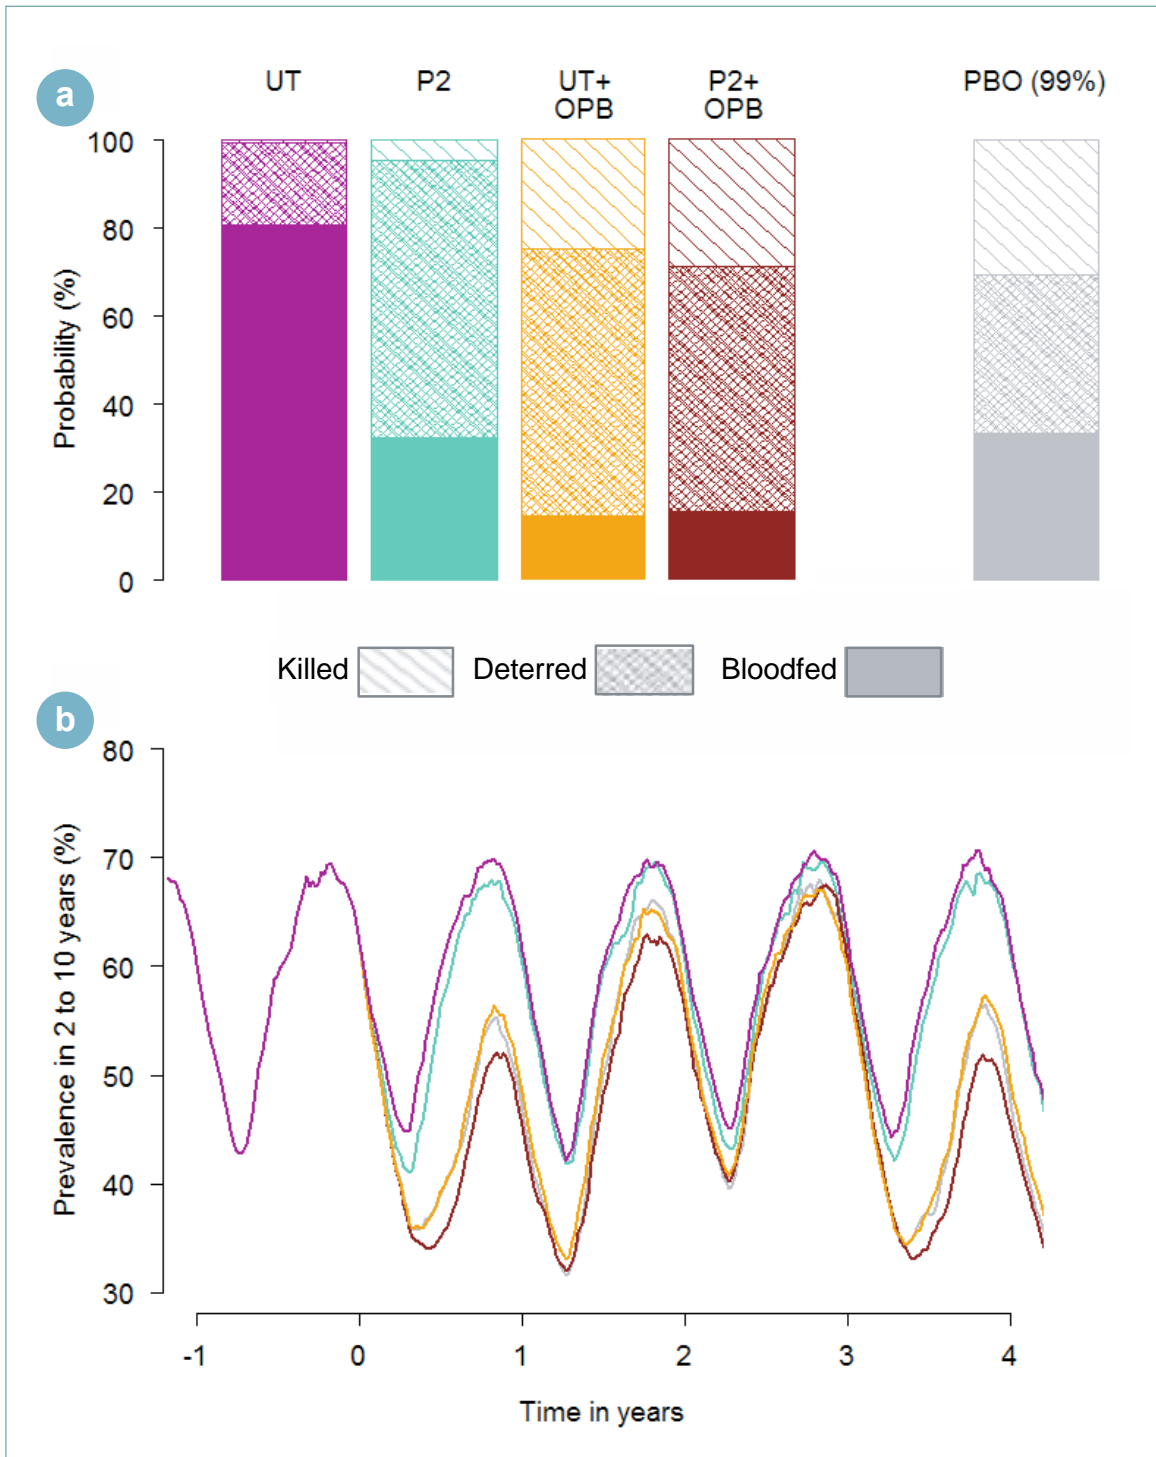 a
UT
P2
UT+
OPB
P2+
OPB
PBO (99%)
100
80
60
40
20
0
Probability (%)
Killed
Deterred
Bloodfed
b
80
70
60
50
40
30
Prevalence in 2 to 10 years (%)
-1
0
1
2
3
4
Time in years